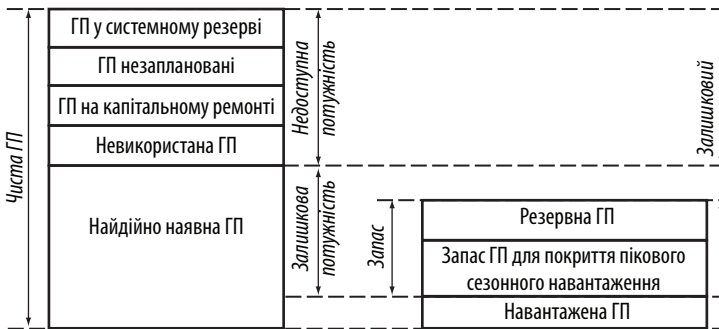 ГП у системному резерві
ГП незаплановані
ГП на капітальному ремонті
Невикористана ГП
Найдійно наявна ГП
Чиста ГП
Недоступна
потужність
Залишкова
потужність
Запас
Залишковий
Резервна ГП
Запас ГП для покриття пікового
сезонного навантаження
Навантажена ГП